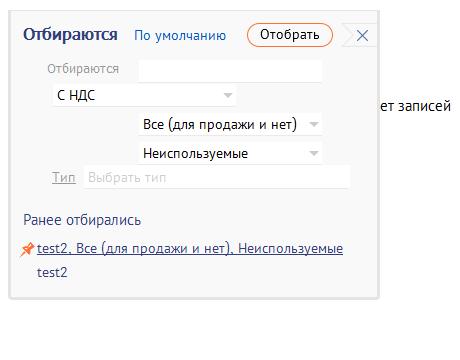 Отбираются По умолчанию Отобрать
Отбираются
С НДС
ет записей
Все (для продажи и нет)
Неиспользуемые
Тип Выбрать тип
Ранее отбирались
test2, Все (для продажи и нет), Неиспользуемые
test2